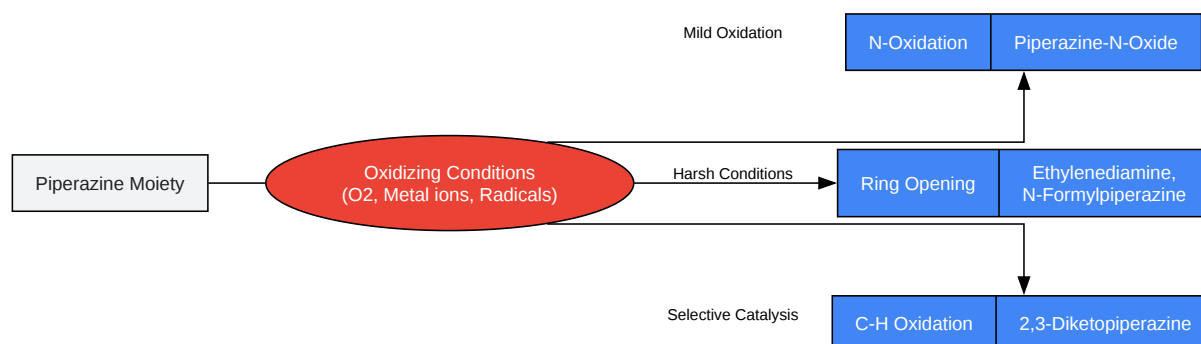 Mild Oxidation
N-Oxidation
Piperazine-N-Oxide
Piperazine Moiety
Oxidizing Conditions
(O2, Metal ions, Radicals)
Harsh Conditions
Ring Opening
Ethylenediamine,
N-Formylpiperazine
Selective Catalysis
C-H Oxidation
2,3-Diketopiperazine